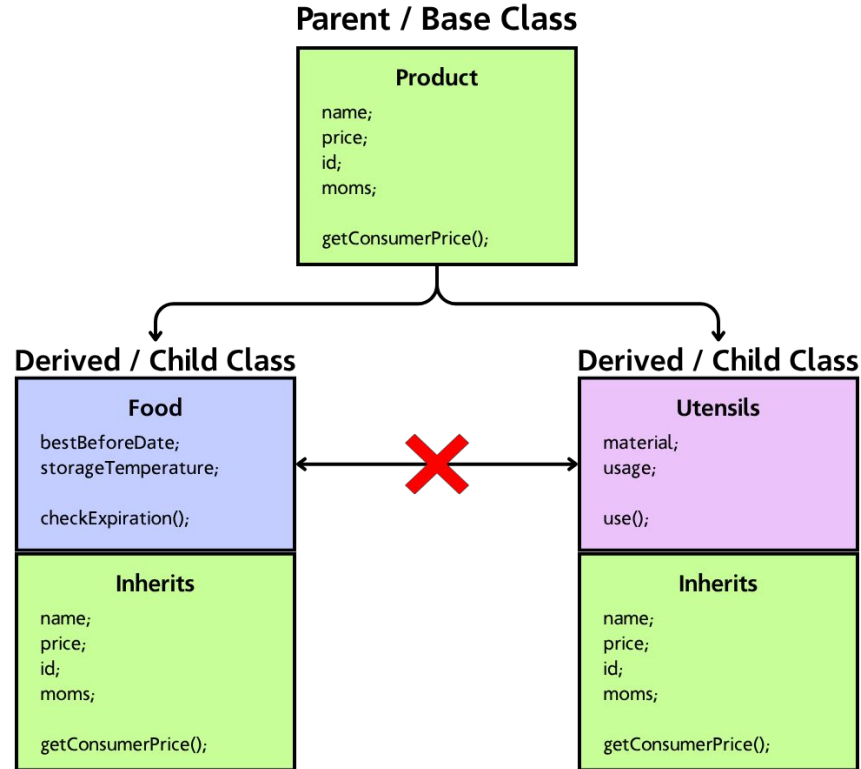 Parent / Base Class
Product
name;
price;
id;
moms;
getConsumerPrice();
Derived / Child Class
Food
bestBeforeDate;
storageTemperature;
checkExpiration();
Inherits
name;
price;
id;
moms;
getConsumerPrice();
Derived / Child Class
Utensils
material;
usage;
use();
Inherits
name;
price;
id;
moms;
getConsumerPrice();